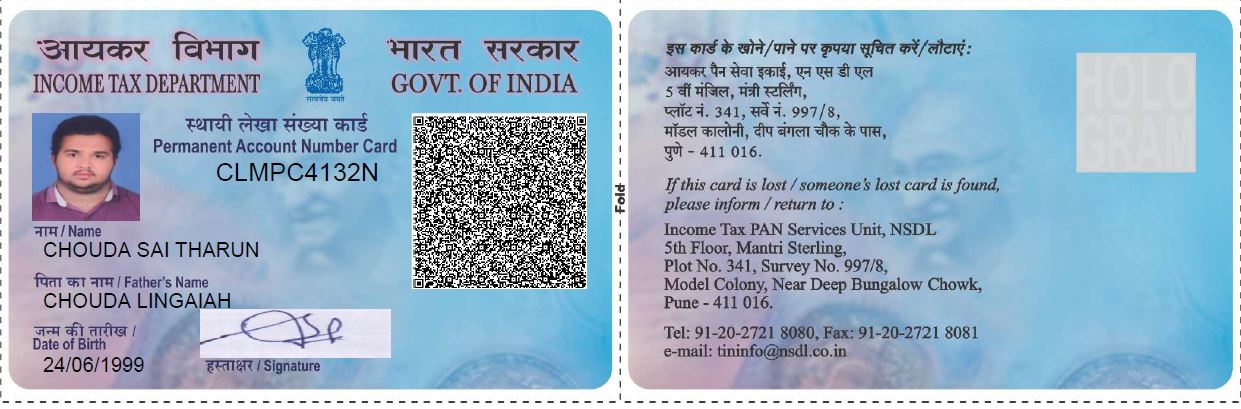 आयकर विभाग
INCOME TAX DEPARTMENT
सत्यमेव जयते
भारत सरकार
GOVT. OF INDIA
स्थायी लेखा संख्या कार्ड
Permanent Account Number Card
CLMPC4132N
नाम / Name
CHOUDA SAI THARUN
पिता का नाम / Father's Name
CHOUDA LINGAIAH
जन्म की तारीख /
Date of Birth
24/06/1999
हस्ताक्षर / Signature
Fold
इस कार्ड के खोने/पाने पर कृपया सूचित करें/लौटाएं :
आयकर पैन सेवा इकाई, एन एस डी एल
5 वीं मंजिल, मंत्री स्टर्लिंग,
प्लॉट नं. 341, सर्वे नं. 997/8,
मॉडल कालोनी, दीप बंगला चौक के पास,
पुणे - 411 016.
If this card is lost / someone's lost card is found,
please inform / return to :
Income Tax PAN Services Unit, NSDL
5th Floor, Mantri Sterling,
Plot No. 341, Survey No. 997/8,
Model Colony, Near Deep Bungalow Chowk,
Pune - 411 016.
Tel: 91-20-2721 8080, Fax: 91-20-2721 8081
e-mail: tininfo@nsdl.co.in
HOLO
GRAM